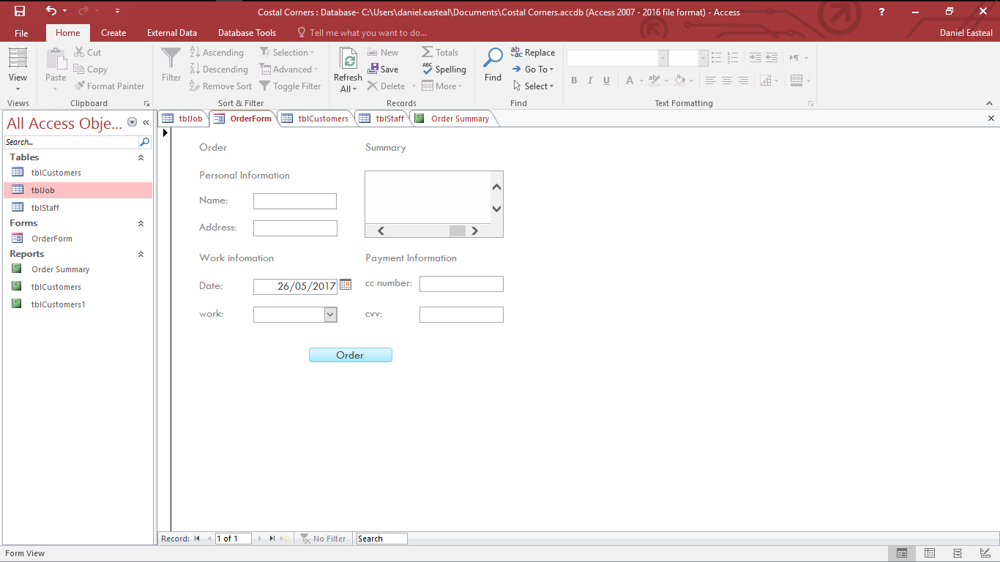 Costal Corners : Database- C:\Users\daniel.easteal\Documents\Costal Corners.accdb (Access 2007 - 2016 file format) - Access
?
File Home Create External Data Database Tools Tell me what you want to do... Daniel Easteal
View
Views
Paste
Cut
Copy
Format Painter
Clipboard
Filter
Ascending
Descending
Remove Sort
Selection
Advanced
Toggle Filter
Sort & Filter
Refresh
All
New
Save
Delete
Totals
Spelling
More
Records
Find
Replace
Go To
Select
Find
B I U A
Text Formatting
All Access Obje...
Search...
Tables
tblCustomers
tblJob
tblStaff
Forms
OrderForm
Reports
Order Summary
tblCustomers
tblCustomers1
tblJob OrderForm tblCustomers tblStaff Order Summary
Order
Summary
Personal Information
Name:
Address:
Work infomation
Payment Information
Date: 26/05/2017
cc number:
work:
cvv:
Order
Record: 1 of 1 No Filter Search
Form View